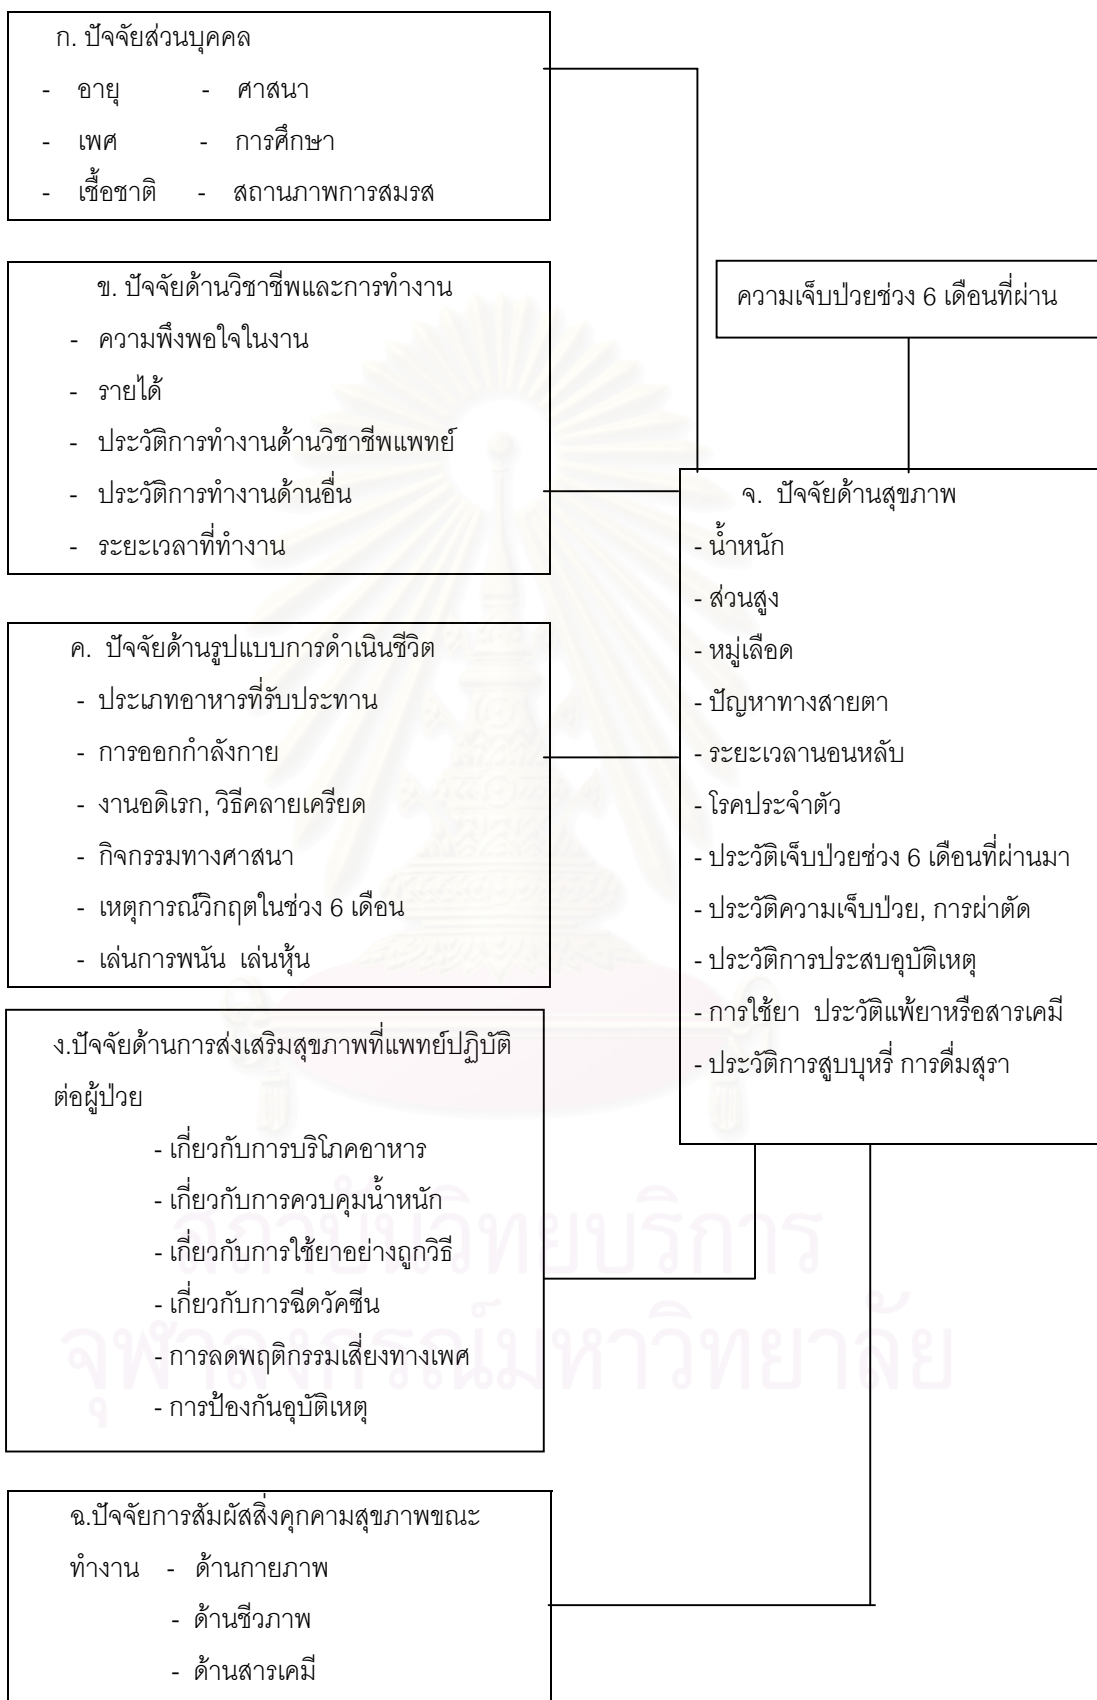 ก. ปัจจัยส่วนบุคคล
- อายุ - ศาสนา
- เพศ - การศึกษา
- เชื้อชาติ - สถานภาพการสมรส
ข. ปัจจัยด้านวิชาชีพและการทำงาน
- ความพึงพอใจในงาน
- รายได้
- ประวัติการทำงานด้านวิชาชีพแพทย์
- ประวัติการทำงานด้านอื่น
- ระยะเวลาที่ทำงาน
ค. ปัจจัยด้านรูปแบบการดำเนินชีวิต
- ประเภทอาหารที่รับประทาน
- การออกกำลังกาย
- งานอดิเรก, วิธีคลายเครียด
- กิจกรรมทางศาสนา
- เหตุการณ์วิกฤตในช่วง 6 เดือน
- เล่นการพนัน เล่นหุ้น
ง.ปัจจัยด้านการส่งเสริมสุขภาพที่แพทย์ปฏิบัติ
ต่อผู้ป่วย
- เกี่ยวกับการบริโภคอาหาร
- เกี่ยวกับการควบคุมน้ำหนัก
- เกี่ยวกับการใช้ยาอย่างถูกวิธี
- เกี่ยวกับการฉีดวัคซีน
- การลดพฤติกรรมเสี่ยงทางเพศ
- การป้องกันอุบัติเหตุ
ฉ.ปัจจัยการสัมผัสสิ่งคุกคามสุขภาพขณะ
ทำงาน - ด้านกายภาพ
- ด้านชีวภาพ
- ด้านสารเคมี
ความเจ็บป่วยช่วง 6 เดือนที่ผ่าน
จ. ปัจจัยด้านสุขภาพ
- น้ำหนัก
- ส่วนสูง
- หมู่เลือด
- ปัญหาทางสายตา
- ระยะเวลานอนหลับ
- โรคประจำตัว
- ประวัติเจ็บป่วยช่วง 6 เดือนที่ผ่านมา
- ประวัติความเจ็บป่วย, การผ่าตัด
- ประวัติการประสบอุบัติเหตุ
- การใช้ยา ประวัติแพ้ยาหรือสารเคมี
- ประวัติการสูบบุหรี่ การดื่มสุรา
สถาบันวิทยบริการ
จุฬาลงกรณ์มหาวิทยาลัย